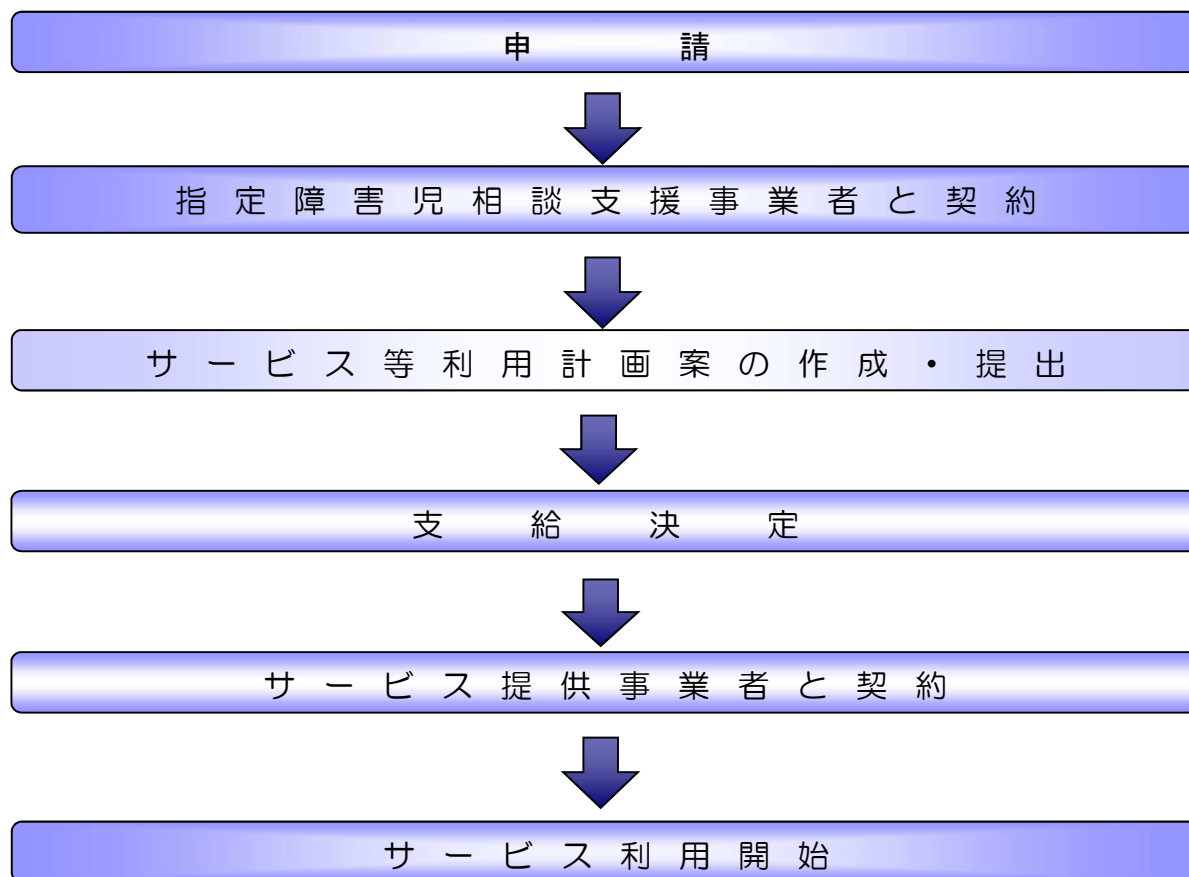 申請
指定障害児相談支援事業者と契約
サービス等利用計画案の作成・提出
支給決定
サービス提供事業者と契約
サービス利用開始